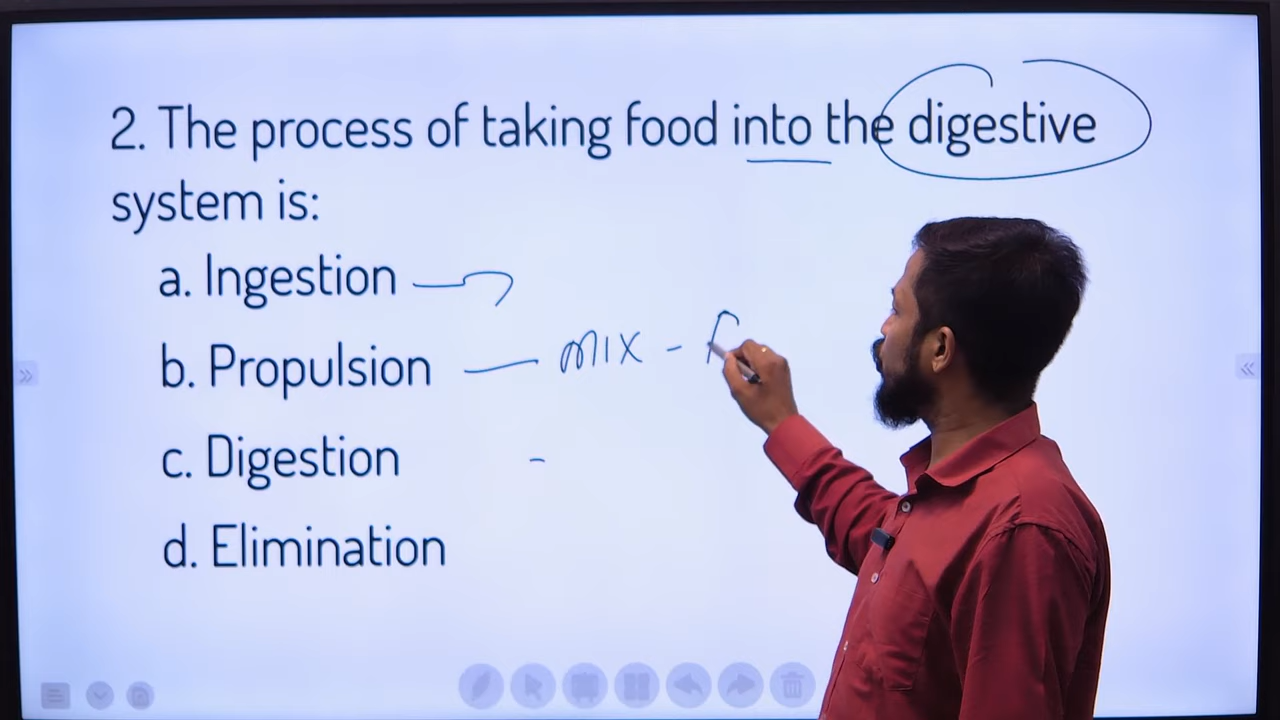 2. The process of taking food into the digestive
system is:
a. Ingestion
b. Propulsion — mix -
c. Digestion -
d. Elimination